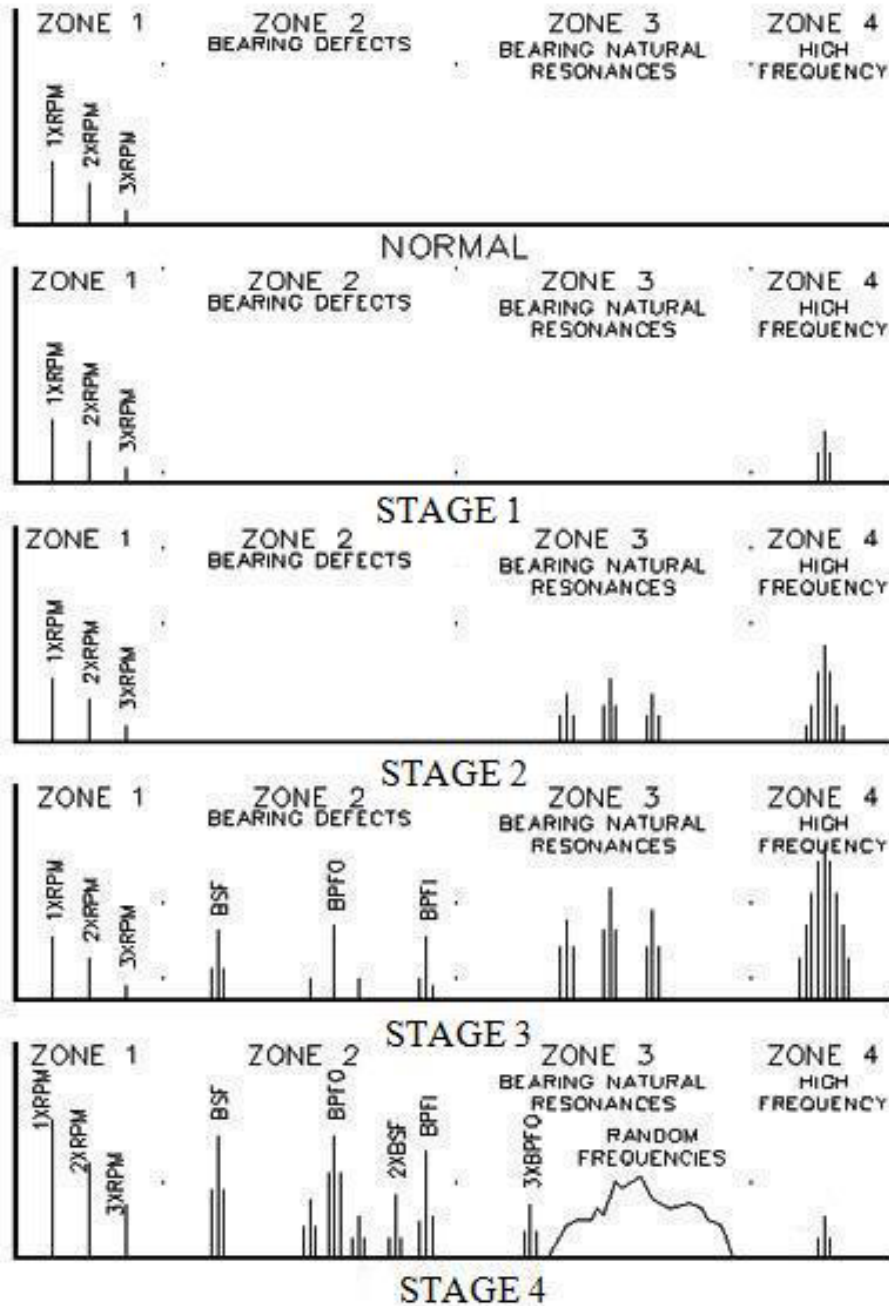 ZONE 1 ZONE 2 ZONE 3 ZONE 4
BEARING DEFECTS BEARING NATURAL HIGH
RESONANCES FREQUENCY
1XRPM
2XRPM
3XRPM
NORMAL
ZONE 1 ZONE 2 ZONE 3 ZONE 4
BEARING DEFECTS BEARING NATURAL HIGH
RESONANCES FREQUENCY
1XRPM
2XRPM
3XRPM
STAGE 1
ZONE 1 ZONE 2 ZONE 3 ZONE 4
BEARING DEFECTS BEARING NATURAL HIGH
RESONANCES FREQUENCY
1XRPM
2XRPM
3XRPM
STAGE 2
ZONE 1 ZONE 2 ZONE 3 ZONE 4
BEARING DEFECTS BEARING NATURAL HIGH
RESONANCES FREQUENCY
1XRPM
2XRPM
3XRPM
BSF
BPFO
BPFI
STAGE 3
ZONE 1 ZONE 2 ZONE 3 ZONE 4
BEARING NATURAL HIGH
RESONANCES FREQUENCY
1XRPM
2XRPM
3XRPM
BSF
BPFO
2XBSF
BPFI
3XBPFO
RANDOM
FREQUENCIES
STAGE 4